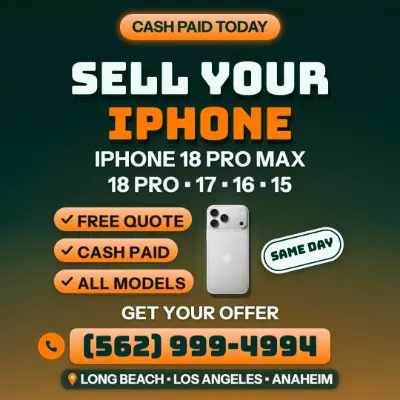 CASH PAID TODAY
SELL YOUR
IPHONE
IPHONE 18 PRO MAX
18 PRO ▪ 17 ▪ 16 ▪ 15
✓ FREE QUOTE
✓ CASH PAID
✓ ALL MODELS
SAME DAY
GET YOUR OFFER
(562) 999-4994
LONG BEACH ▪ LOS ANGELES ▪ ANAHEIM